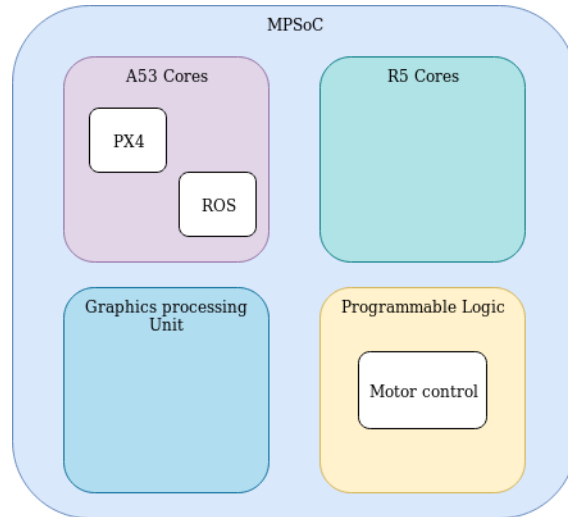 MPSoC
A53 Cores
R5 Cores
PX4
ROS
Graphics processing
Unit
Programmable Logic
Motor control